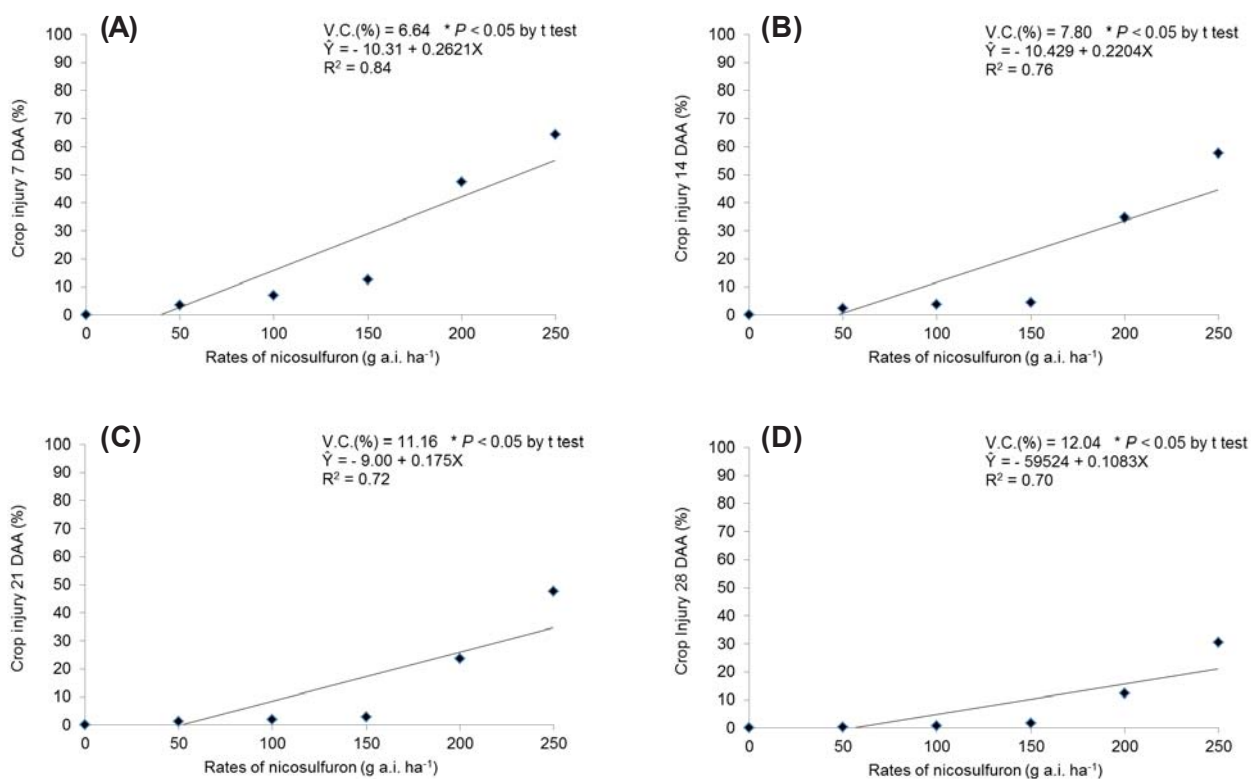 (A)
V.C.(%) = 6.64 * P < 0.05 by t test
Ŷ = - 10.31 + 0.2621X
R² = 0.84
Crop injury 7 DAA (%)
100
90
80
70
60
50
40
30
20
10
0
0 50 100 150 200 250
Rates of nicosulfuron (g a.i. ha⁻¹)
(B)
V.C.(%) = 7.80 * P < 0.05 by t test
Ŷ = - 10.429 + 0.2204X
R² = 0.76
Crop injury 14 DAA (%)
100
90
80
70
60
50
40
30
20
10
0
0 50 100 150 200 250
Rates of nicosulfuron (g a.i. ha⁻¹)
(C)
V.C.(%) = 11.16 * P < 0.05 by t test
Ŷ = - 9.00 + 0.175X
R² = 0.72
Crop injury 21 DAA (%)
100
90
80
70
60
50
40
30
20
10
0
0 50 100 150 200 250
Rates of nicosulfuron (g a.i. ha⁻¹)
(D)
V.C.(%) = 12.04 * P < 0.05 by t test
Ŷ = - 59524 + 0.1083X
R² = 0.70
Crop Injury 28 DAA (%)
100
90
80
70
60
50
40
30
20
10
0
0 50 100 150 200 250
Rates of nicosulfuron (g a.i. ha⁻¹)